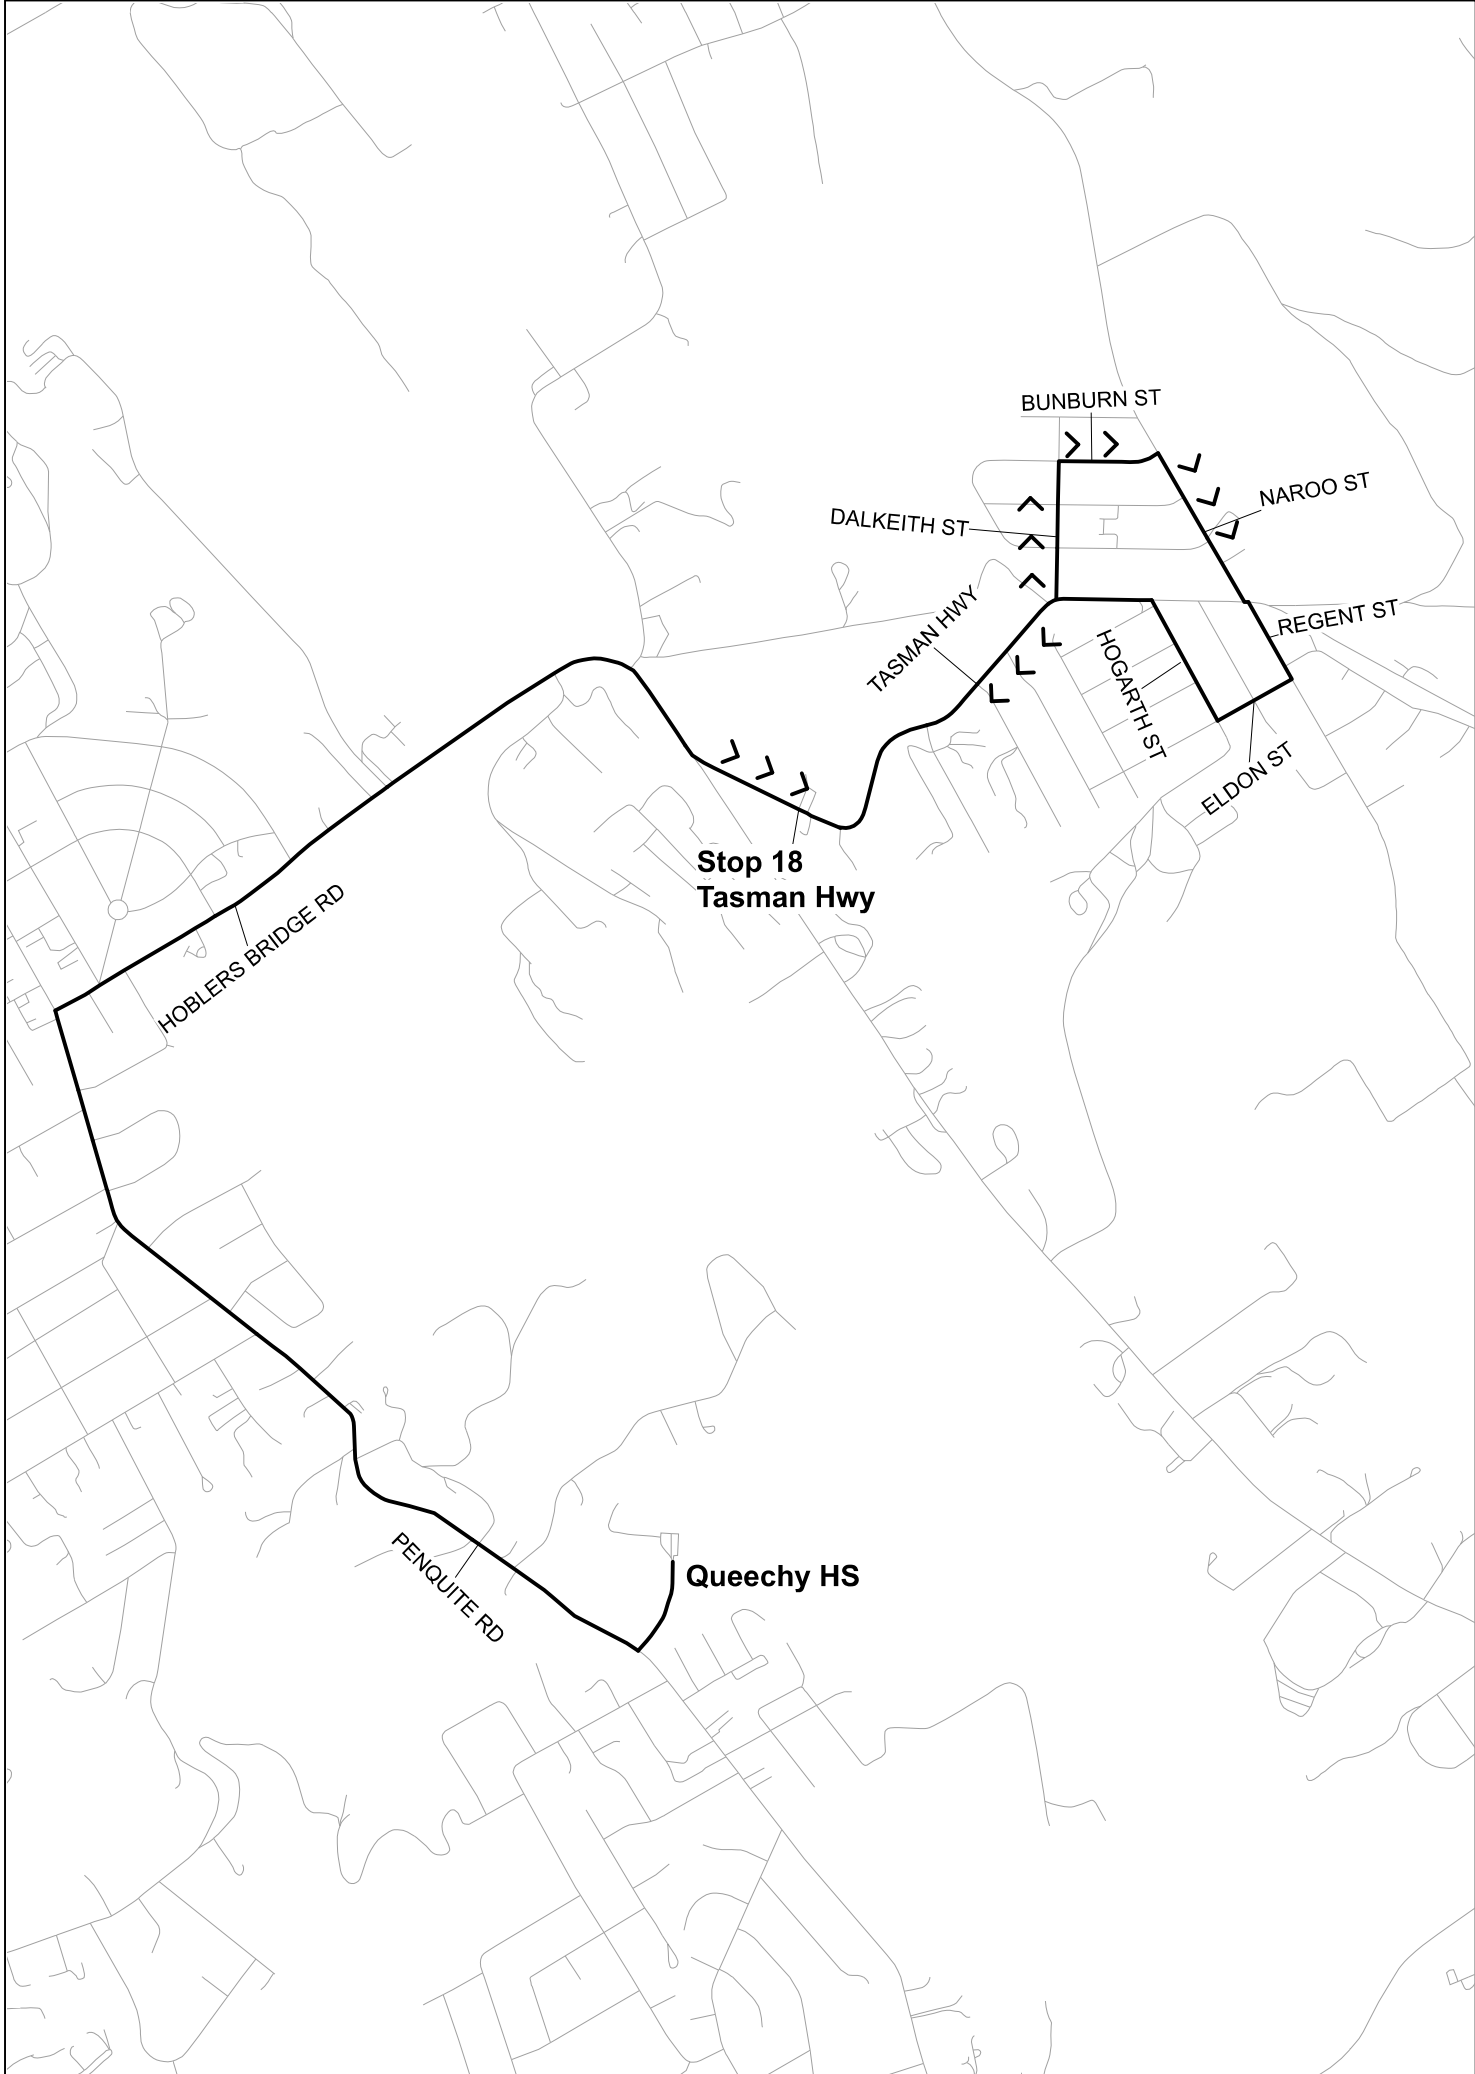 BUNBURN ST
NAROO ST
DALKEITH ST
TASMAN HWY
REGENT ST
HOGARTH ST
ELDON ST
Stop 18
Tasman Hwy
HOBLERS BRIDGE RD
PENQUITE RD
Queechy HS